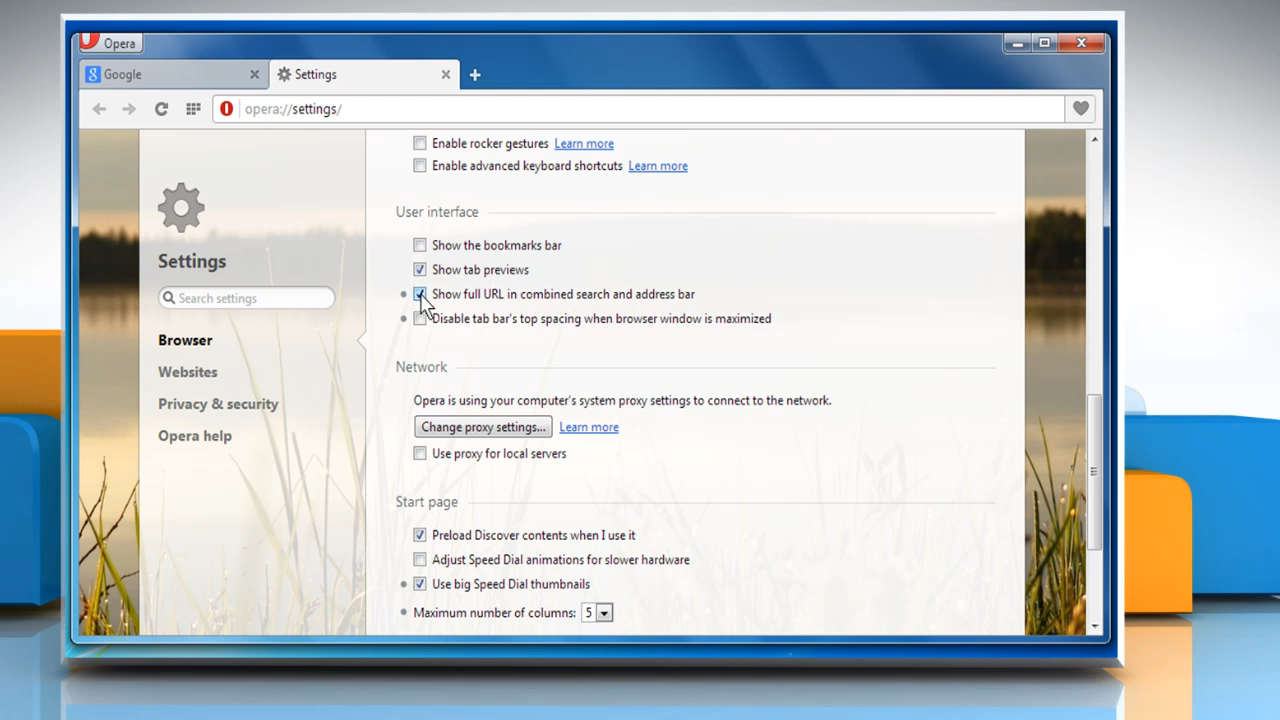 Opera
Google
Settings
opera://settings/
Enable rocker gestures Learn more
Enable advanced keyboard shortcuts Learn more
User interface
Show the bookmarks bar
Show tab previews
Show full URL in combined search and address bar
Disable tab bar's top spacing when browser window is maximized
Settings
Search settings
Browser
Websites
Privacy & security
Opera help
Network
Opera is using your computer's system proxy settings to connect to the network.
Change proxy settings... Learn more
Use proxy for local servers
Start page
Preload Discover contents when I use it
Adjust Speed Dial animations for slower hardware
Use big Speed Dial thumbnails
Maximum number of columns: 5